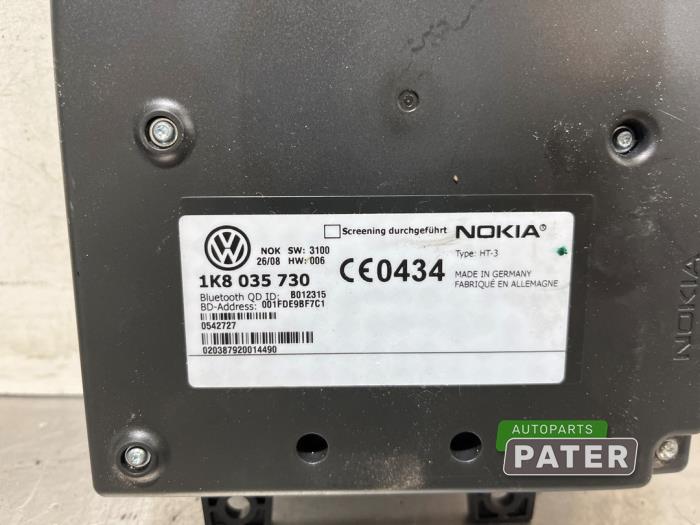 Screening durchgeführt NOKIA®
NOK SW: 3100
26/08 HW: 006
Type: HT-3
1K8 035 730
CE0434
MADE IN GERMANY
FABRIQUÉ EN ALLEMAGNE
Bluetooth QD ID: B012315
BD-Address: 001FDE9BF7C1
0542727
020387920014490
NOKIA
AUTOPARTS
PATER